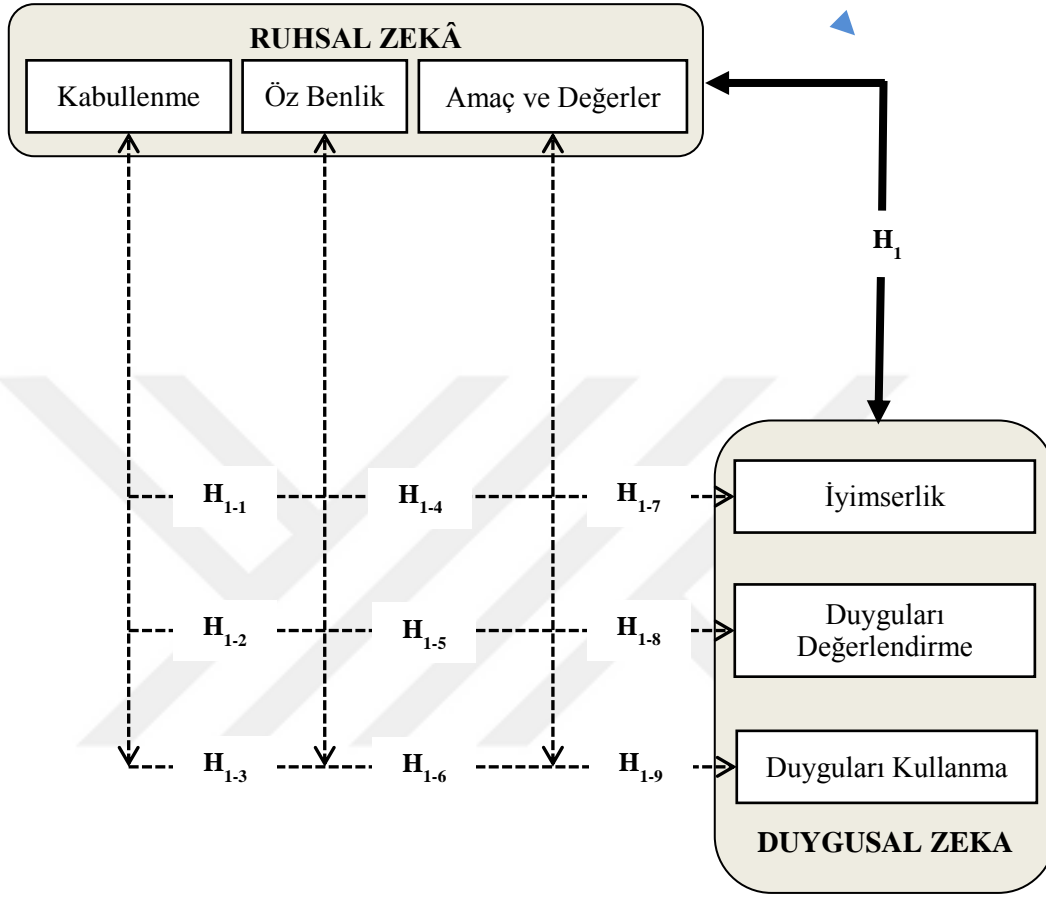 RUHSAL ZEKÂ
Kabullenme
Öz Benlik
Amaç ve Değerler
H1
H1-1
H1-4
H1-7
İyimserlik
H1-2
H1-5
H1-8
Duyguları
Değerlendirme
H1-3
H1-6
H1-9
Duyguları Kullanma
DUYGUSAL ZEKA